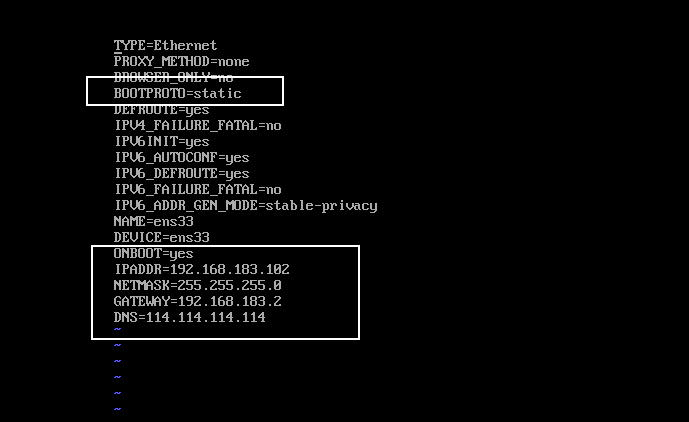 TYPE=Ethernet
PROXY_METHOD=none
BROWSER_ONLY=no
BOOTPROTO=static
DEFROUTE=yes
IPV4_FAILURE_FATAL=no
IPV6INIT=yes
IPV6_AUTOCONF=yes
IPV6_DEFROUTE=yes
IPV6_FAILURE_FATAL=no
IPV6_ADDR_GEN_MODE=stable-privacy
NAME=ens33
DEVICE=ens33
ONBOOT=yes
IPADDR=192.168.183.102
NETMASK=255.255.255.0
GATEWAY=192.168.183.2
DNS=114.114.114.114
~
~
~
~
~
~